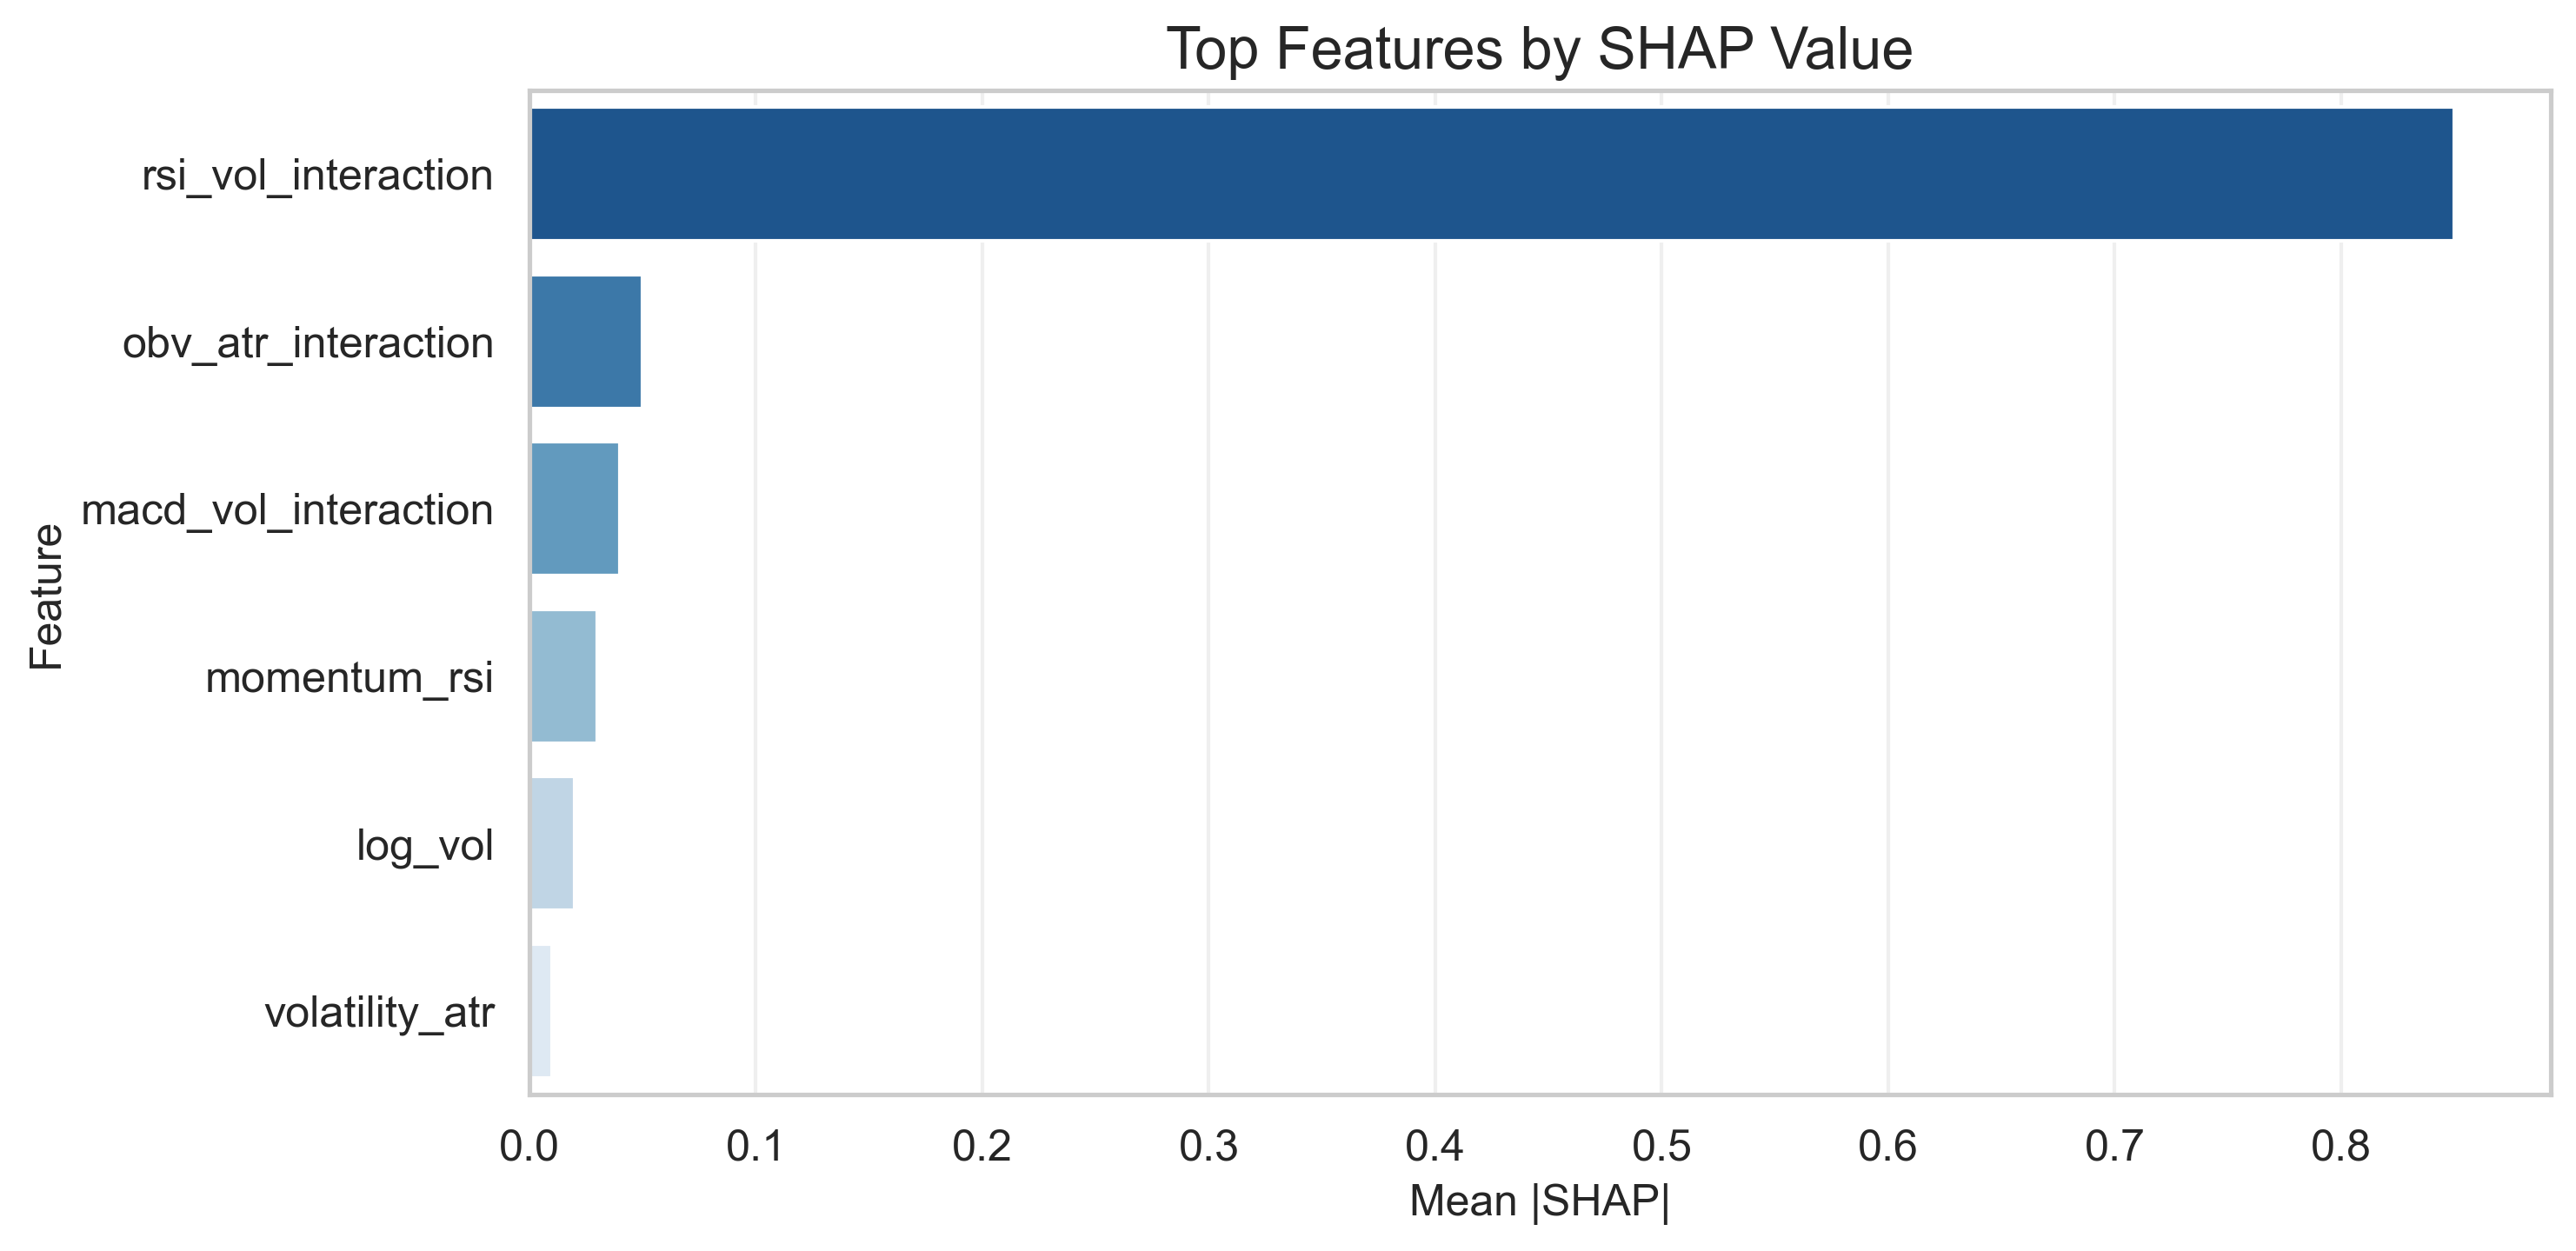 Top Features by SHAP Value
rsi_vol_interaction
obv_atr_interaction
macd_vol_interaction
momentum_rsi
log_vol
volatility_atr
Feature
0.0 0.1 0.2 0.3 0.4 0.5 0.6 0.7 0.8
Mean |SHAP|